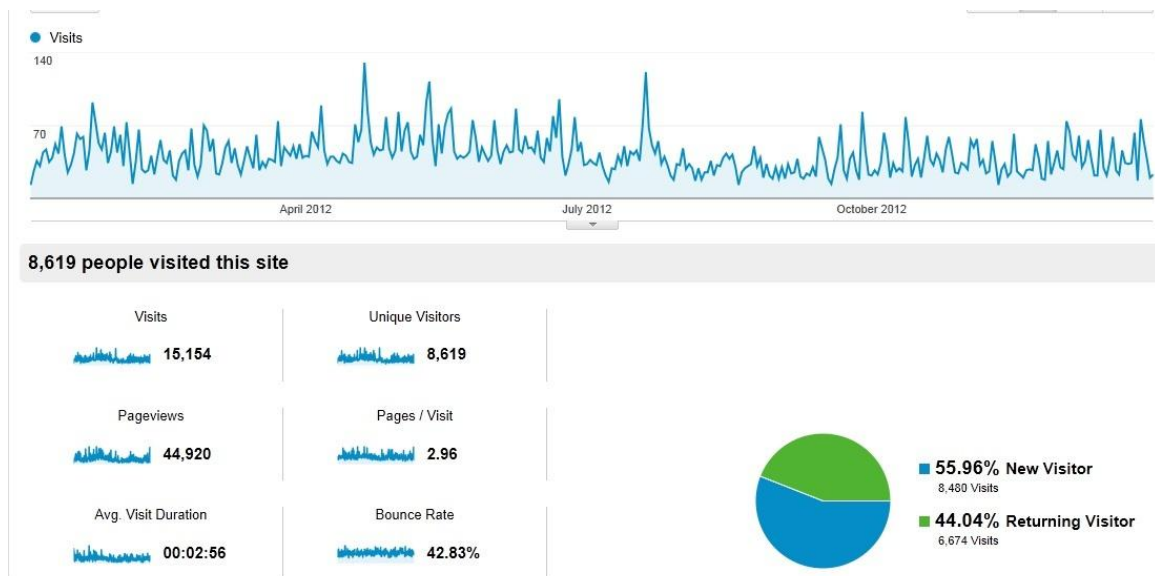 Visits
140
70
April 2012 July 2012 October 2012
8,619 people visited this site
Visits Unique Visitors
15,154 8,619
Pageviews Pages / Visit
44,920 2.96
55.96% New Visitor
8,480 Visits
44.04% Returning Visitor
6,674 Visits
Avg. Visit Duration Bounce Rate
00:02:56 42.83%